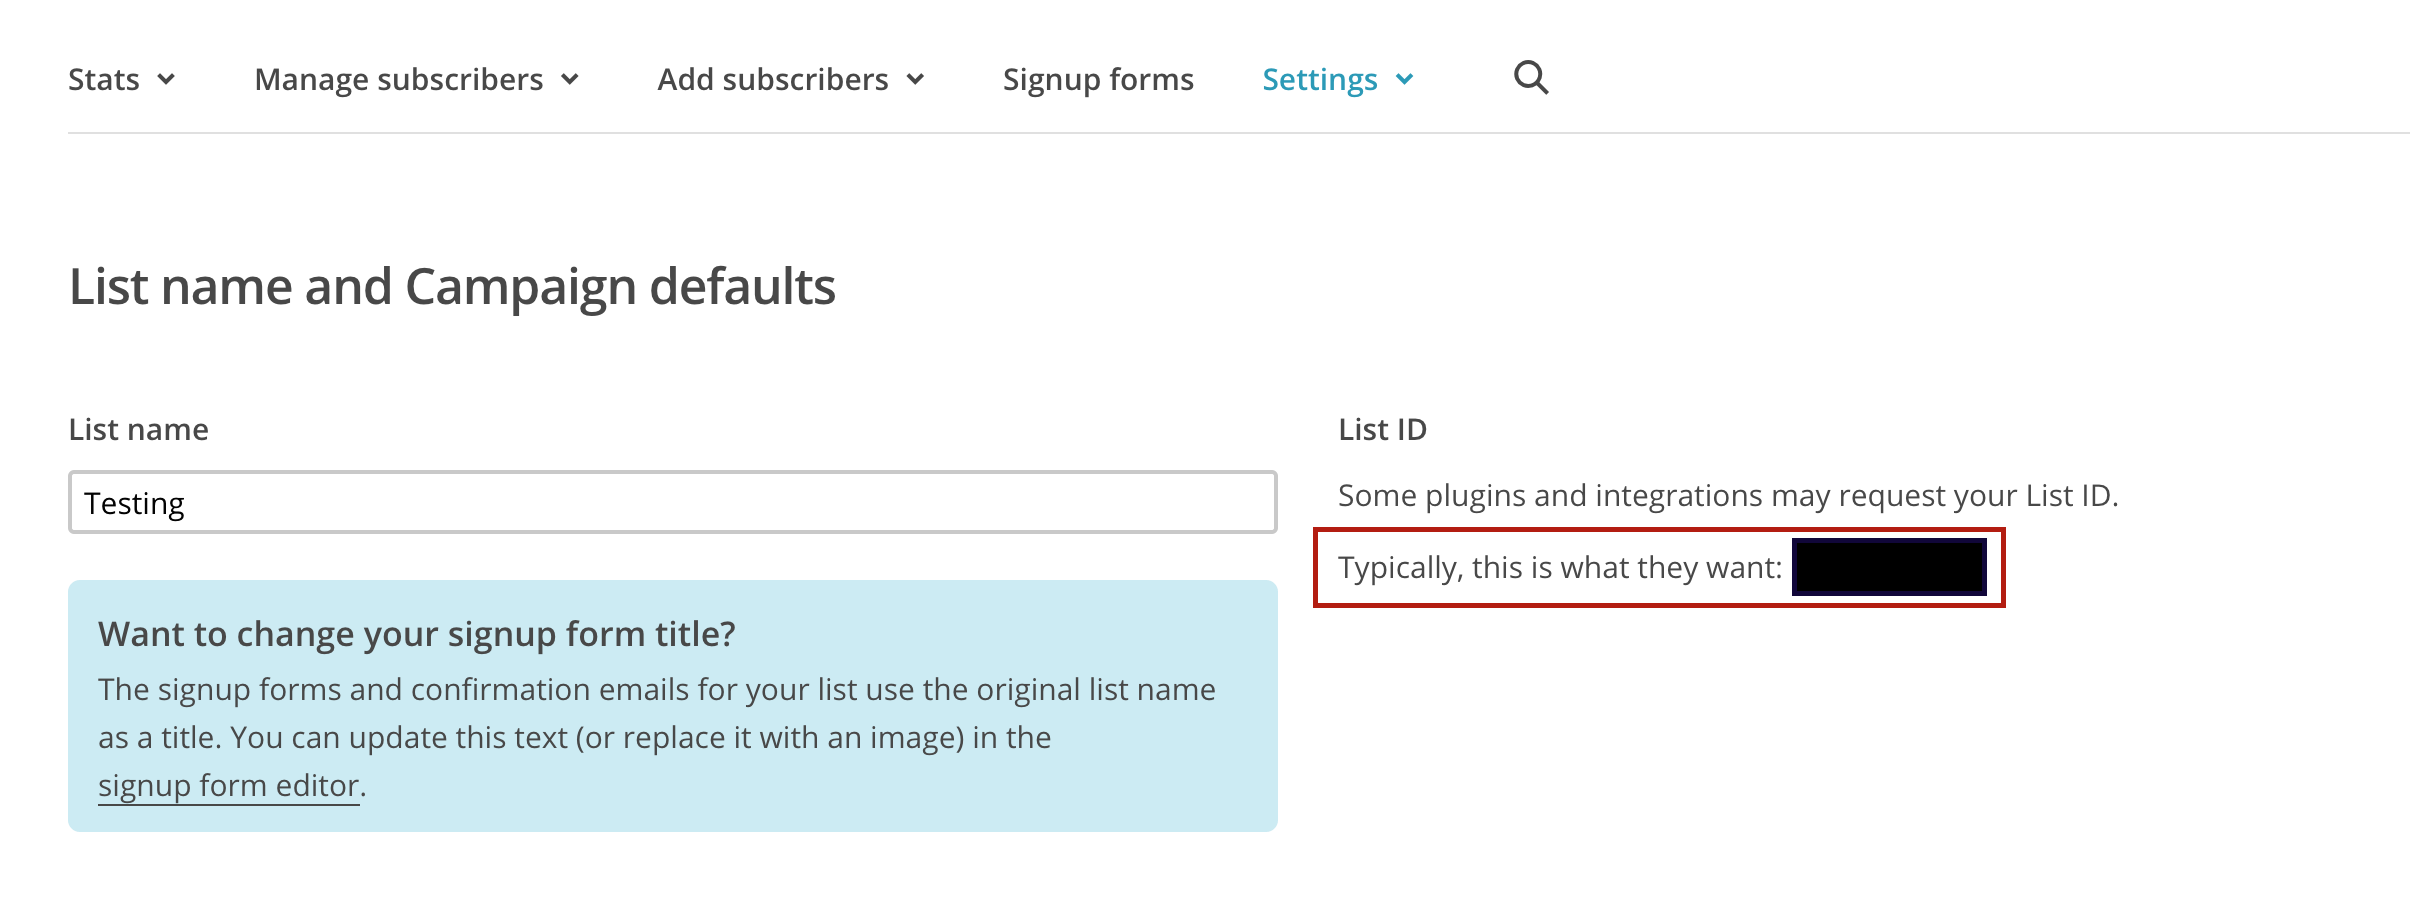 Stats Manage subscribers Add subscribers Signup forms Settings
List name and Campaign defaults
List name
Testing
Want to change your signup form title?
The signup forms and confirmation emails for your list use the original list name
as a title. You can update this text (or replace it with an image) in the
signup form editor.
List ID
Some plugins and integrations may request your List ID.
Typically, this is what they want: